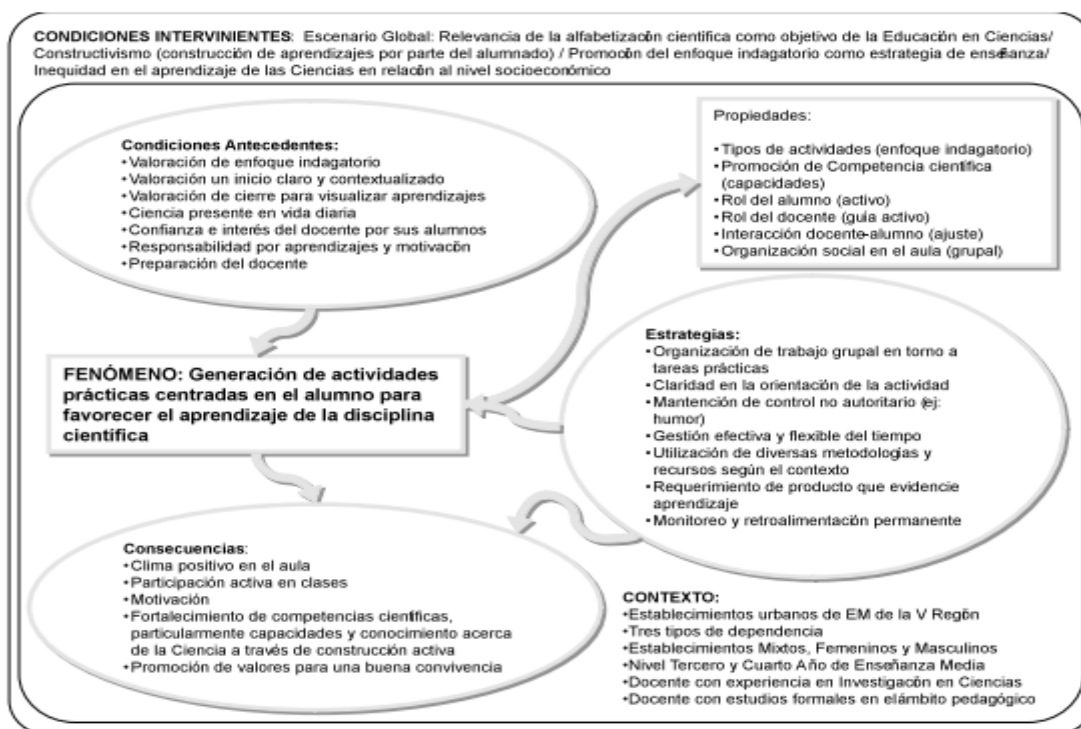 CONDICIONES INTERVINIENTES: Escenario Global: Relevancia de la alfabetización científica como objetivo de la Educación en Ciencias/
Constructivismo (construcción de aprendizajes por parte del alumnado) / Promocón del enfoque indagatorio como estrategia de enseñanza/
Inequidad en el aprendizaje de las Ciencias en relacón al nivel socioeconómico
Condiciones Antecedentes:
•Valoración de enfoque indagatorio
•Valoración un inicio claro y contextualizado
•Valoración de cierre para visualizar aprendizajes
•Ciencia presente en vida diaria
•Confianza e interés del docente por sus alumnos
•Responsabilidad por aprendizajes y motivacón
•Preparación del docente
Propiedades:
•Tipos de actividades (enfoque indagatorio)
•Promoción de Competencia científica
(capacidades)
•Rol del alumno (activo)
•Rol del docente (guía activo)
•Interacción docente-alumno (ajuste)
•Organización social en el aula (grupal)
FENÓMENO: Generación de actividades
prácticas centradas en el alumno para
favorecer el aprendizaje de la disciplina
científica
Estrategias:
•Organización de trabajo grupal en torno a
tareas prácticas
•Claridad en la orientación de la actividad
•Mantención de control no autoritario (ej:
humor)
•Gestión efectiva y flexible del tiempo
•Utilización de diversas metodologías y
recursos según el contexto
•Requerimiento de producto que evidencie
aprendizaje
•Monitoreo y retroalimentación permanente
Consecuencias:
•Clima positivo en el aula
•Participación activa en clases
•Motivación
•Fortalecimiento de competencias científicas,
particularmente capacidades y conocimiento acerca
de la Ciencia a través de construcción activa
•Promoción de valores para una buena convivencia
CONTEXTO:
•Establecimientos urbanos de EM de la V Regón
•Tres tipos de dependencia
•Establecimientos Mixtos, Femeninos y Masculinos
•Nivel Tercero y Cuarto Año de Enseñanza Media
•Docente con experiencia en Investigacón en Ciencias
•Docente con estudios formales en elámbito pedagógico